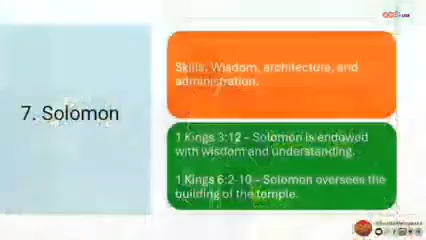 7. Solomon
Skills: Wisdom, architecture, and
administration.
1 Kings 3:12 - Solomon is endowed
with wisdom and understanding.
1 Kings 6:2-10 - Solomon oversees the
building of the temple.